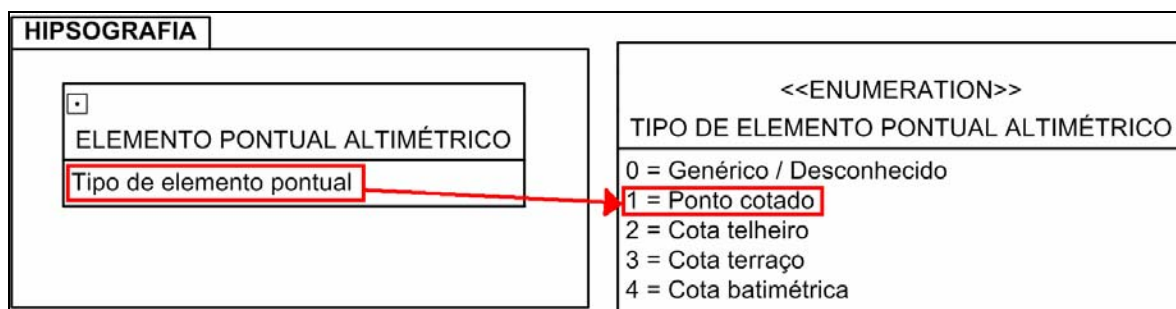 HIPSOGRAFIA
ELEMENTO PONTUAL ALTIMÉTRICO
Tipo de elemento pontual
<<ENUMERATION>>
TIPO DE ELEMENTO PONTUAL ALTIMÉTRICO
0 = Genérico / Desconhecido
1 = Ponto cotado
2 = Cota telheiro
3 = Cota terraço
4 = Cota batimétrica